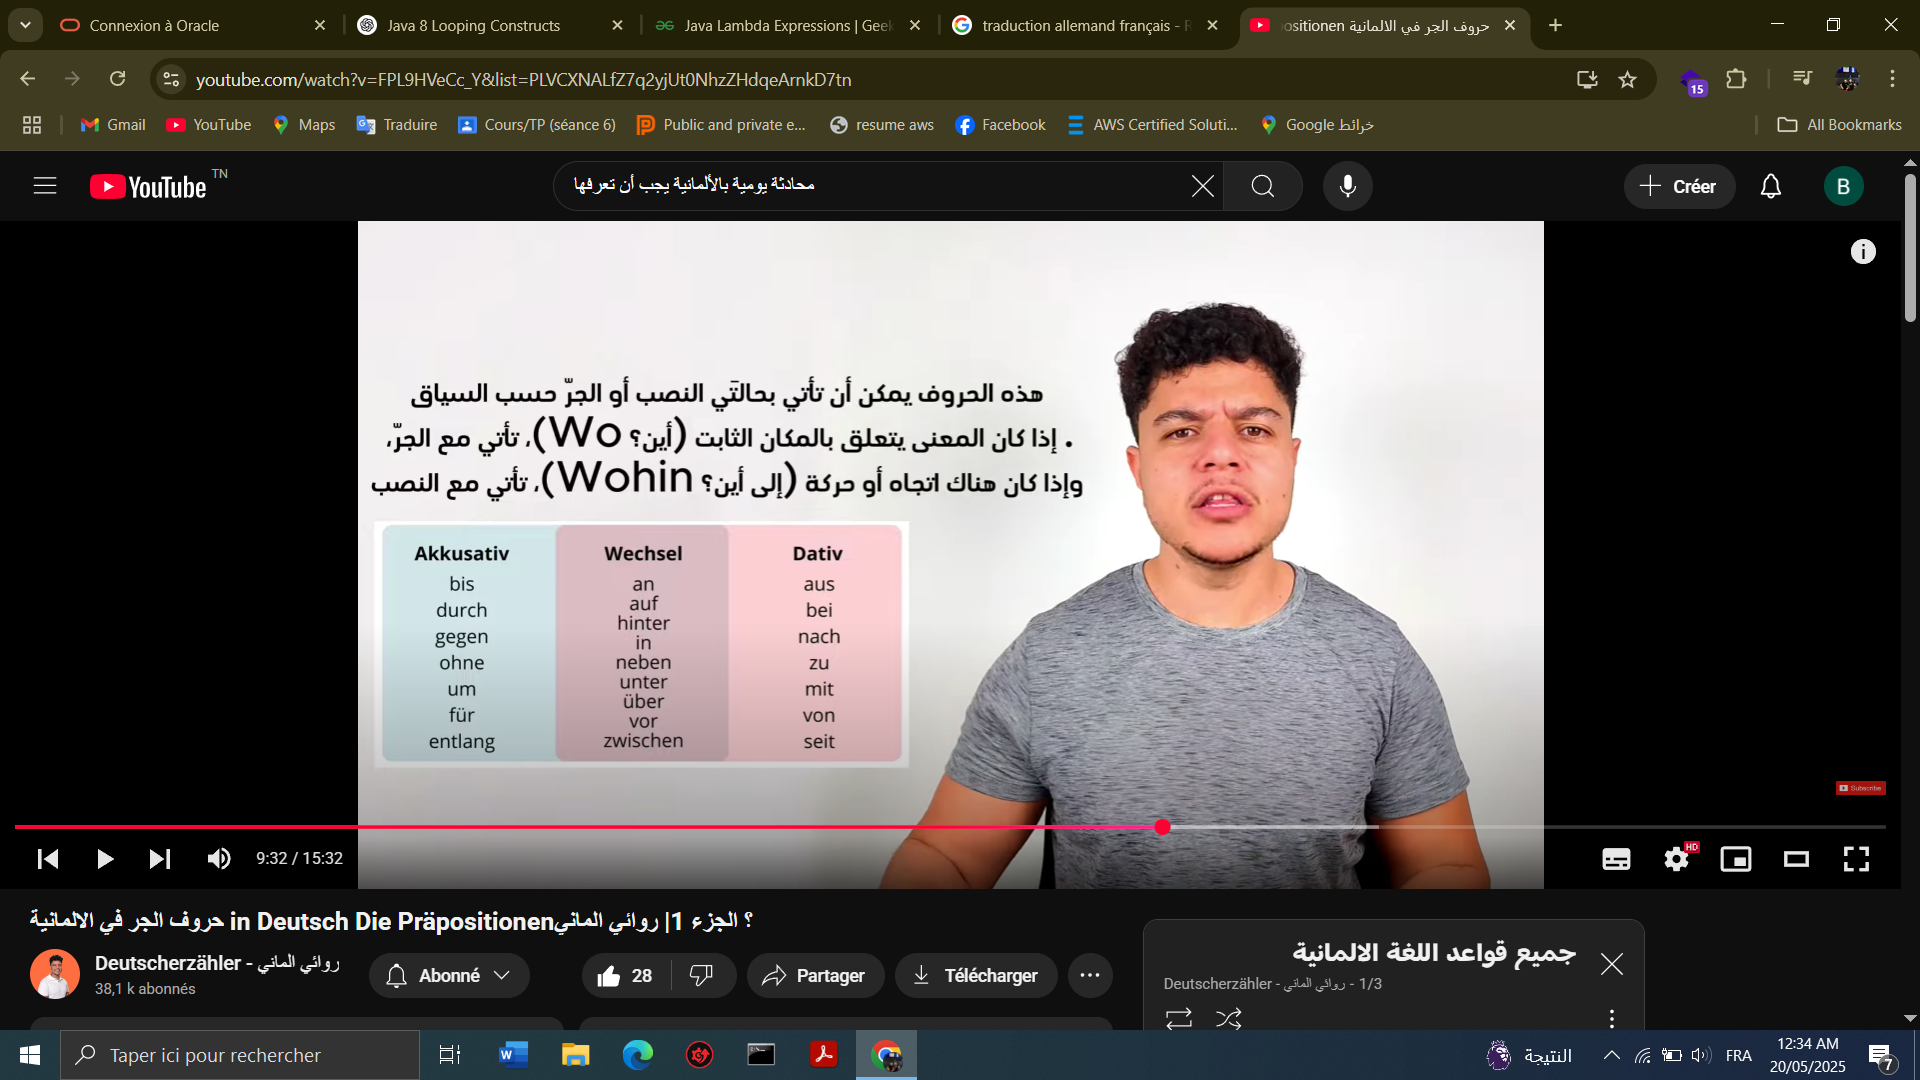 Connexion à Oracle
Java 8 Looping Constructs
Java Lambda Expressions | Geek
traduction allemand français - R
ositionen حروف الجر في الالمانية
youtube.com/watch?v=FPL9HVeCc_Y&list=PLVCXNALfZ7q2yjUt0NhzZHdqeArnkD7tn
15
Gmail
YouTube
Maps
Traduire
Cours/TP (séance 6)
Public and private e...
resume aws
Facebook
AWS Certified Soluti...
خرائط Google
All Bookmarks
YouTube TN
محادثة يومية بالألمانية يجب أن تعرفها
Créer
B
هذه الحروف يمكن أن تأتي بحالتَي النصب أو الجرّ حسب السياق
. إذا كان المعنى يتعلق بالمكان الثابت (أين؟ Wo)، تأتي مع الجرّ،
وإذا كان هناك اتجاه أو حركة (إلى أين؟ Wohin)، تأتي مع النصب
Akkusativ
bis
durch
gegen
ohne
um
für
entlang
Wechsel
an
auf
hinter
in
neben
unter
über
vor
zwischen
Dativ
aus
bei
nach
zu
mit
von
seit
Subscribe
9:32 / 15:32
HD
حروف الجر في الالمانية in Deutsch Die Präpositionenروائي الماني |1 الجزء ؟
Deutscherzähler - روائي الماني
38,1 k abonnés
Abonné
28
Partager
Télécharger
جميع قواعد اللغة الالمانية
Deutscherzähler - روائي الماني - 1/3
Taper ici pour rechercher
النتيجة
FRA
12:34 AM
20/05/2025
7